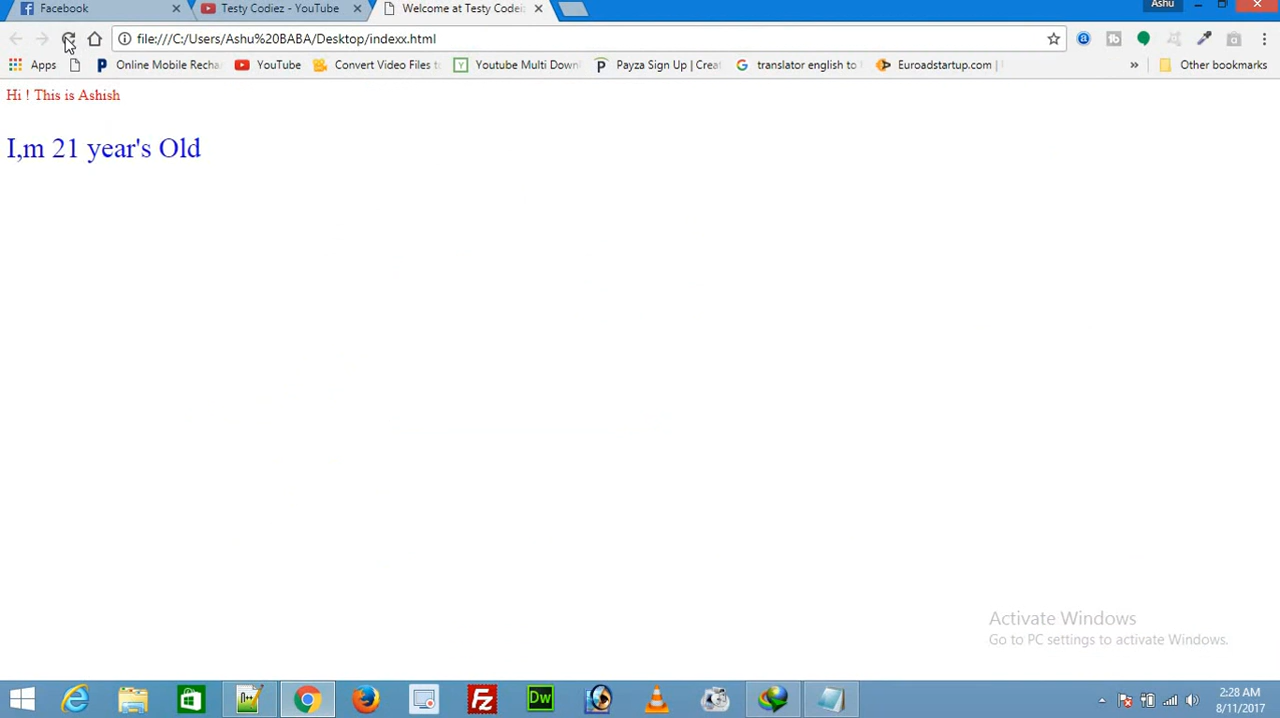 Facebook
Testy Codiez - YouTube
Welcome at Testy Codei
Ashu
file:///C:/Users/Ashu%20BABA/Desktop/indexx.html
Apps
Online Mobile Recha
YouTube
Convert Video Files to
Youtube Multi Down
Payza Sign Up | Creat
translator english to
Euroadstartup.com |
»
Other bookmarks
Hi ! This is Ashish
I,m 21 year's Old
Activate Windows
Go to PC settings to activate Windows.
Dw
2:28 AM
8/11/2017